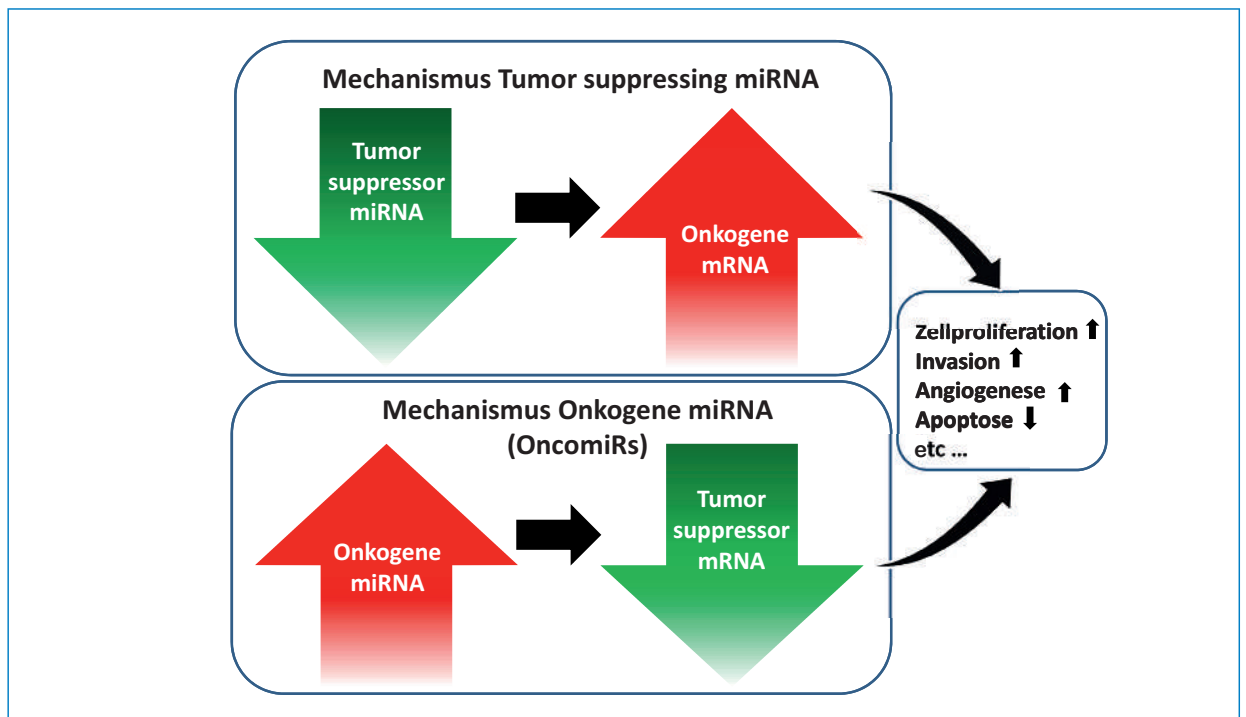 Mechanismus Tumor suppressing miRNA
Tumor
suppressor
miRNA
Onkogene
mRNA
Mechanismus Onkogene miRNA
(OncomiRs)
Onkogene
miRNA
Tumor
suppressor
mRNA
Zellproliferation ↑
Invasion ↑
Angiogenese ↑
Apoptose ↓
etc ...